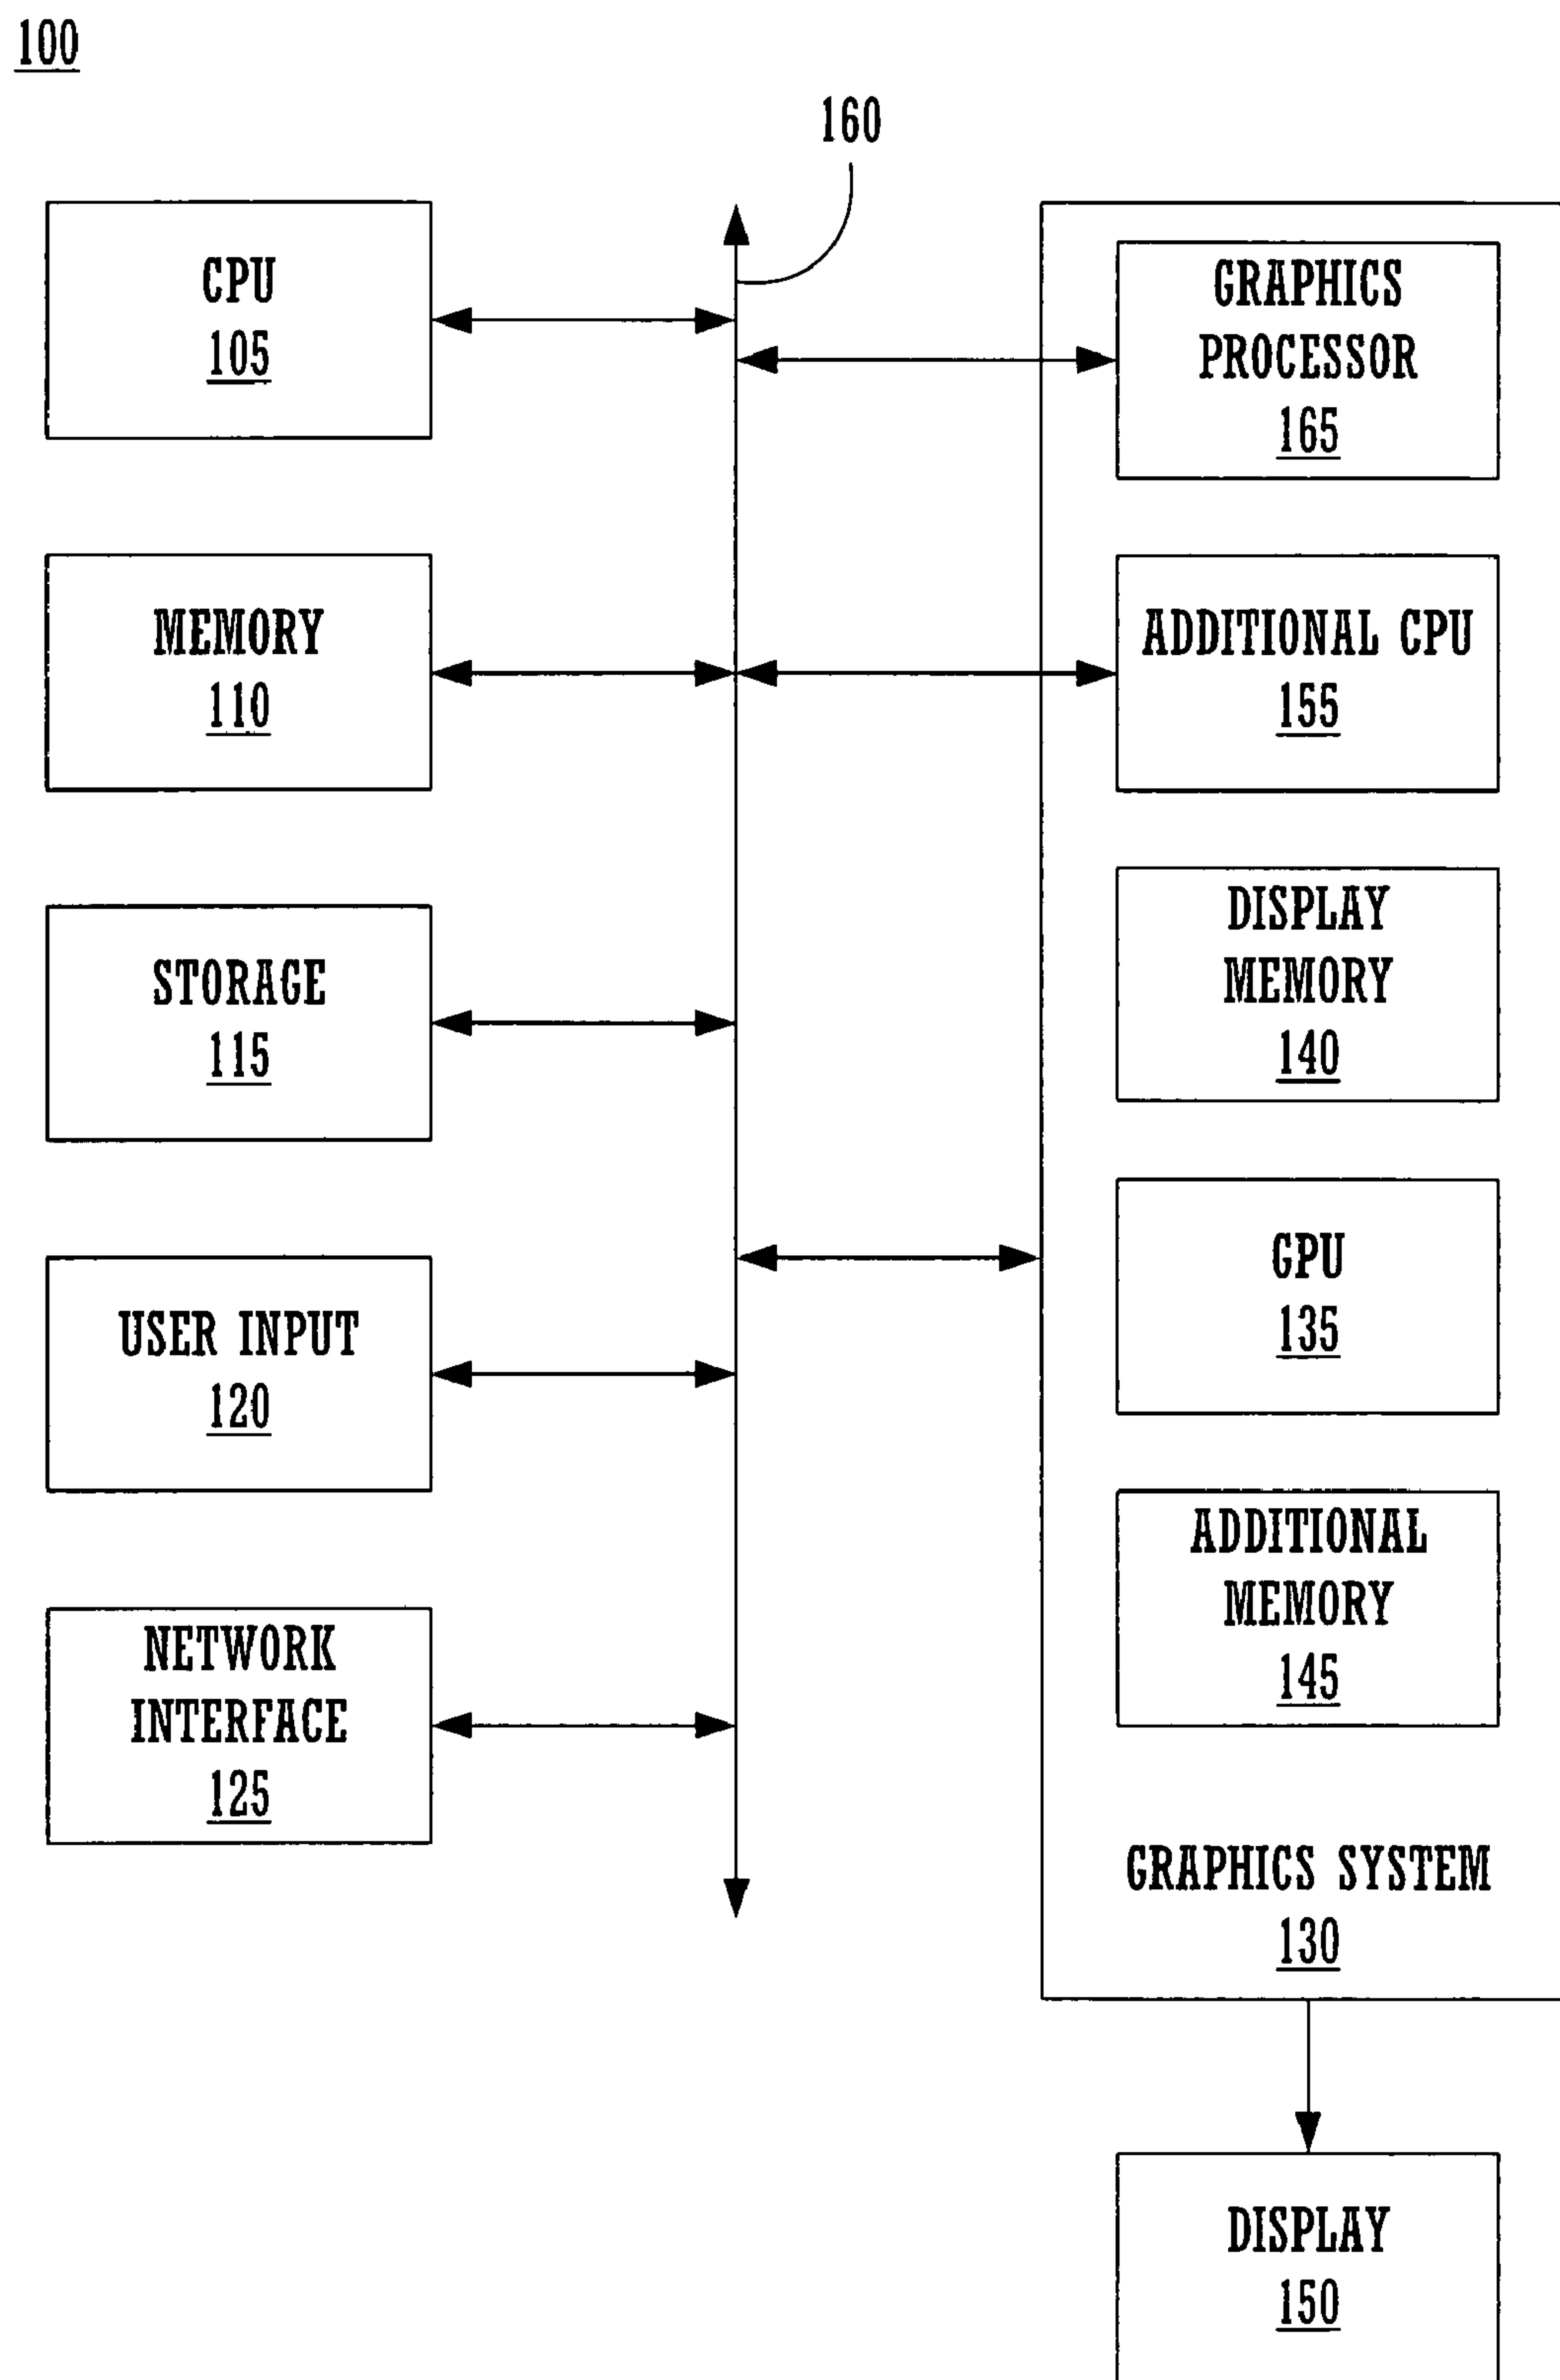 100
160
CPU
105
MEMORY
110
STORAGE
115
USER INPUT
120
NETWORK
INTERFACE
125
GRAPHICS
PROCESSOR
165
ADDITIONAL CPU
155
DISPLAY
MEMORY
140
GPU
135
ADDITIONAL
MEMORY
145
GRAPHICS SYSTEM
130
DISPLAY
150